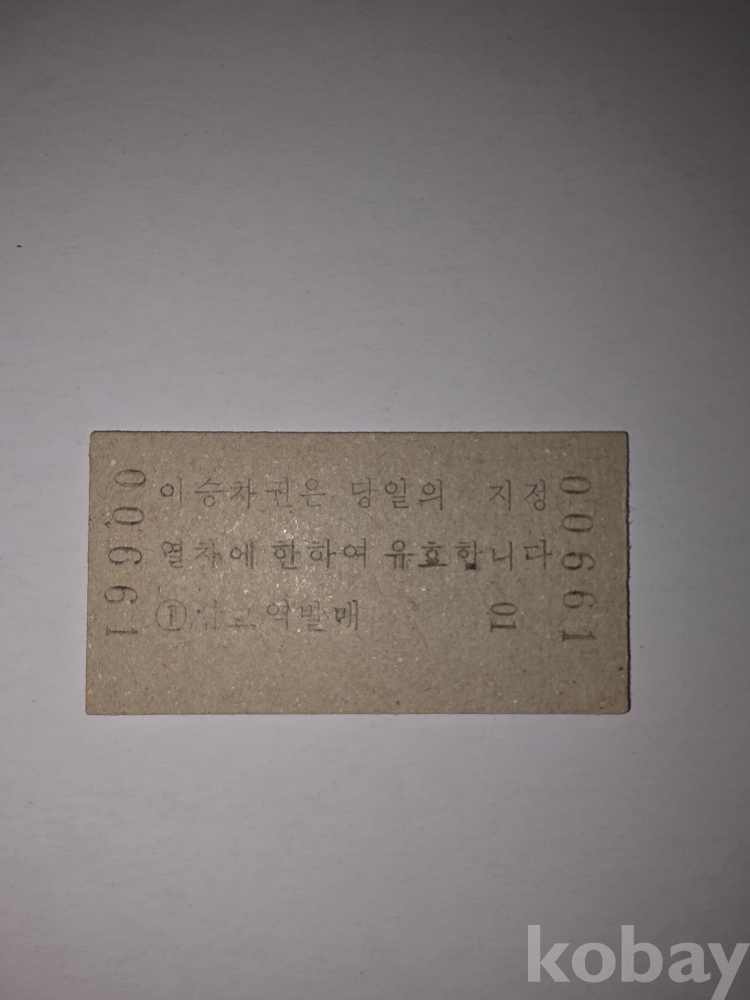 이승차권은 당일의 지정
열차에 한하여 유효합니다
① 역발매 01
00661
00661